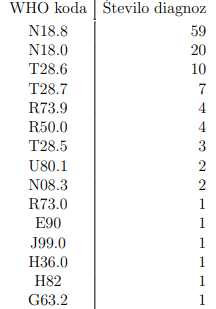 WHO koda Število diagnoz
N18.8 59
N18.0 20
T28.6 10
T28.7 7
R73.9 4
R50.0 4
T28.5 3
U80.1 2
N08.3 2
R73.0 1
E90 1
J99.0 1
H36.0 1
H82 1
G63.2 1